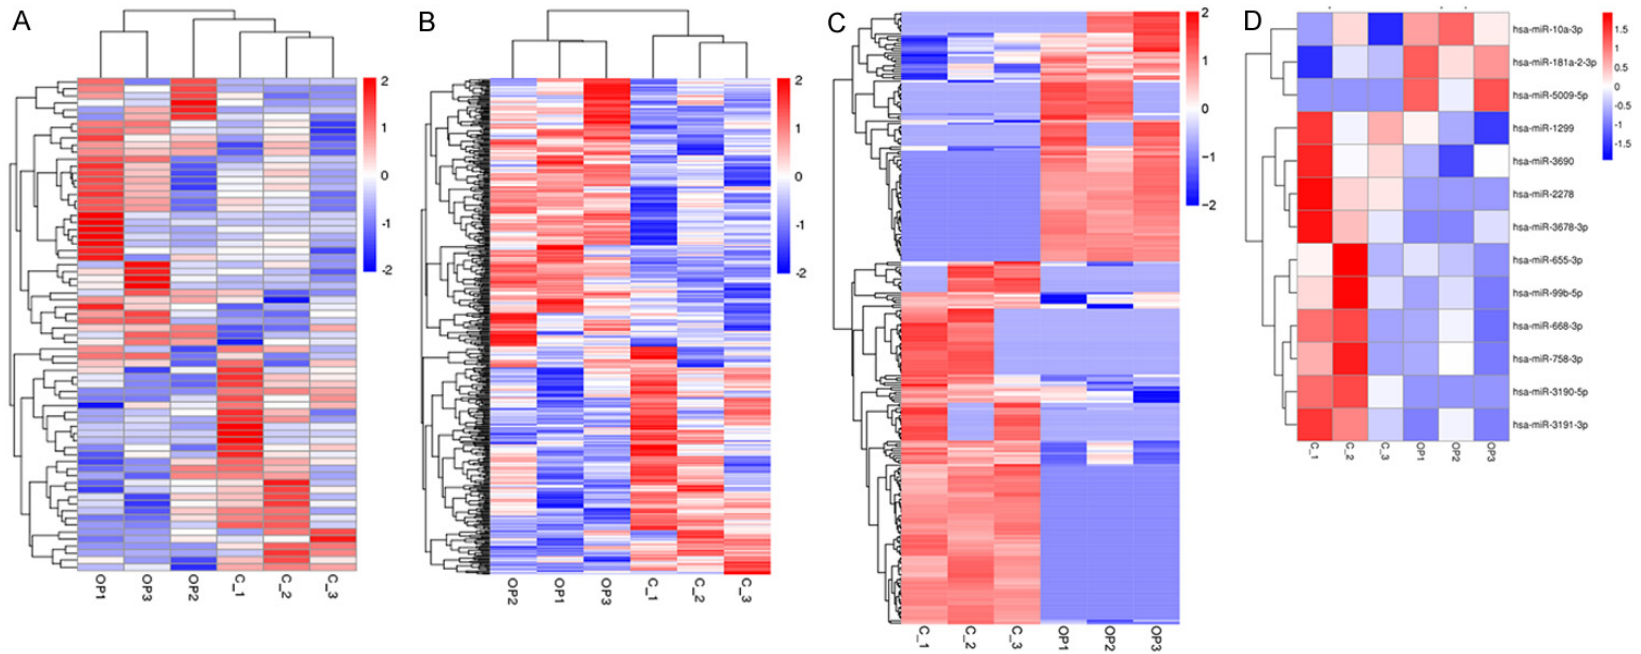 A
2
1
0
-1
-2
OP1
OP3
OP2
C_1
C_2
C_3
B
2
1
0
-1
-2
OP2
OP1
OP3
C_1
C_2
C_3
C
2
1
0
−1
−2
C_1
C_2
C_3
OP1
OP2
OP3
D
hsa-miR-10a-3p
hsa-miR-181a-2-3p
hsa-miR-5009-5p
hsa-miR-1299
hsa-miR-3690
hsa-miR-2278
hsa-miR-3678-3p
hsa-miR-655-3p
hsa-miR-99b-5p
hsa-miR-668-3p
hsa-miR-758-3p
hsa-miR-3190-5p
hsa-miR-3191-3p
1.5
1
0.5
0
-0.5
-1
-1.5
C_1
C_2
C_3
OP1
OP2
OP3